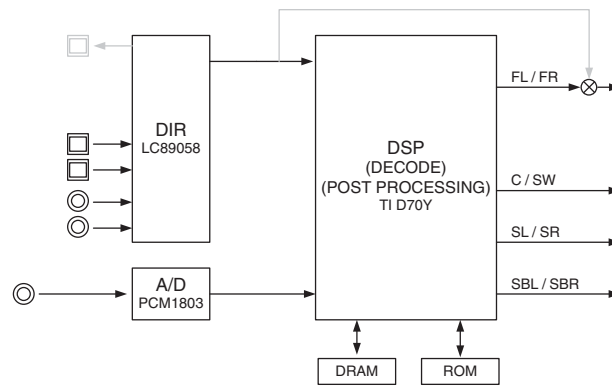 DIR
LC89058
A/D
PCM1803
DSP
(DECODE)
(POST PROCESSING)
TI D70Y
FL / FR
C / SW
SL / SR
SBL / SBR
DRAM
ROM